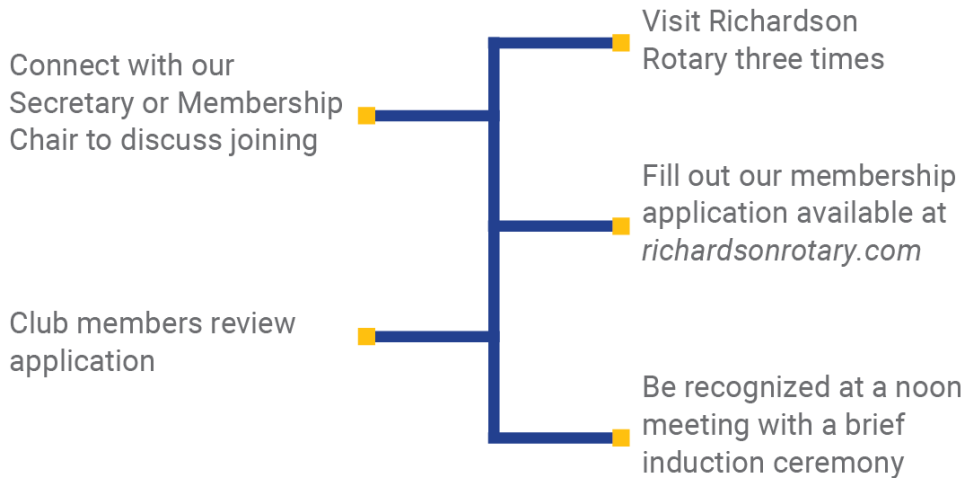 Visit Richardson
Rotary three times
Connect with our
Secretary or Membership
Chair to discuss joining
Fill out our membership
application available at
richardsonrotary.com
Club members review
application
Be recognized at a noon
meeting with a brief
induction ceremony